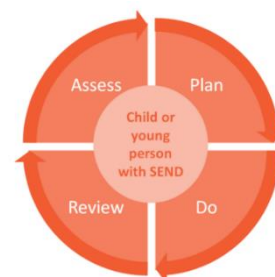 Assess
Plan
Child or
young
person
with SEND
Review
Do